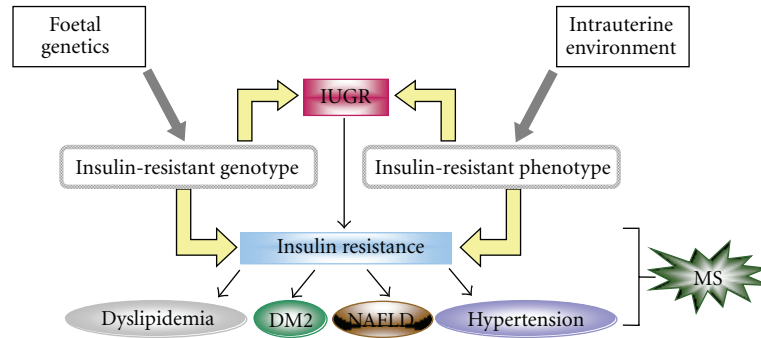 Foetal
genetics
Intrauterine
environment
IUGR
Insulin-resistant genotype
Insulin-resistant phenotype
Insulin resistance
MS
Dyslipidemia
DM2
NAFLD
Hypertension